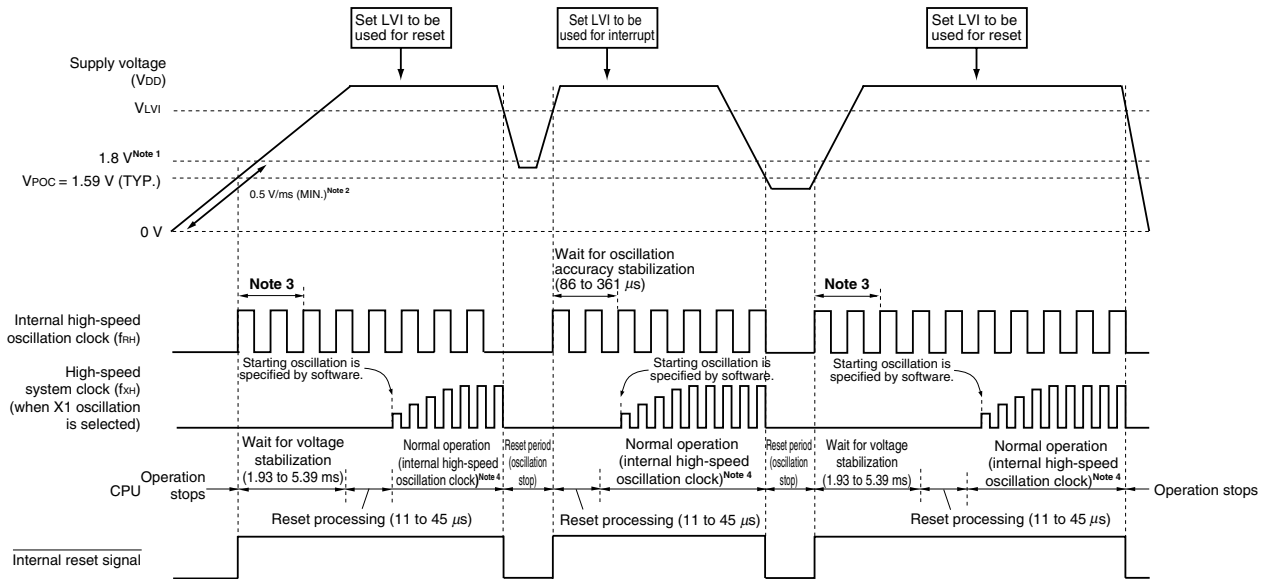 Set LVI to be
used for reset
Set LVI to be
used for interrupt
Set LVI to be
used for reset
Supply voltage
(VDD)
VLVI
1.8 V Note 1
VPOC = 1.59 V (TYP.)
0.5 V/ms (MIN.) Note 2
0 V
Wait for oscillation
accuracy stabilization
(86 to 361 μs)
Note 3
Note 3
Internal high-speed
oscillation clock (fRH)
Starting oscillation is
specified by software.
Starting oscillation is
specified by software.
Starting oscillation is
specified by software.
High-speed
system clock (fXH)
(when X1 oscillation
is selected)
Wait for voltage
stabilization
(1.93 to 5.39 ms)
Normal operation
(internal high-speed
oscillation clock) Note 4
Reset period
(oscillation
stop)
Normal operation
(internal high-speed
oscillation clock) Note 4
Reset period
(oscillation
stop)
Wait for voltage
stabilization
(1.93 to 5.39 ms)
Normal operation
(internal high-speed
oscillation clock) Note 4
CPU
Operation
stops
Operation stops
Reset processing (11 to 45 μs)
Reset processing (11 to 45 μs)
Reset processing (11 to 45 μs)
Internal reset signal